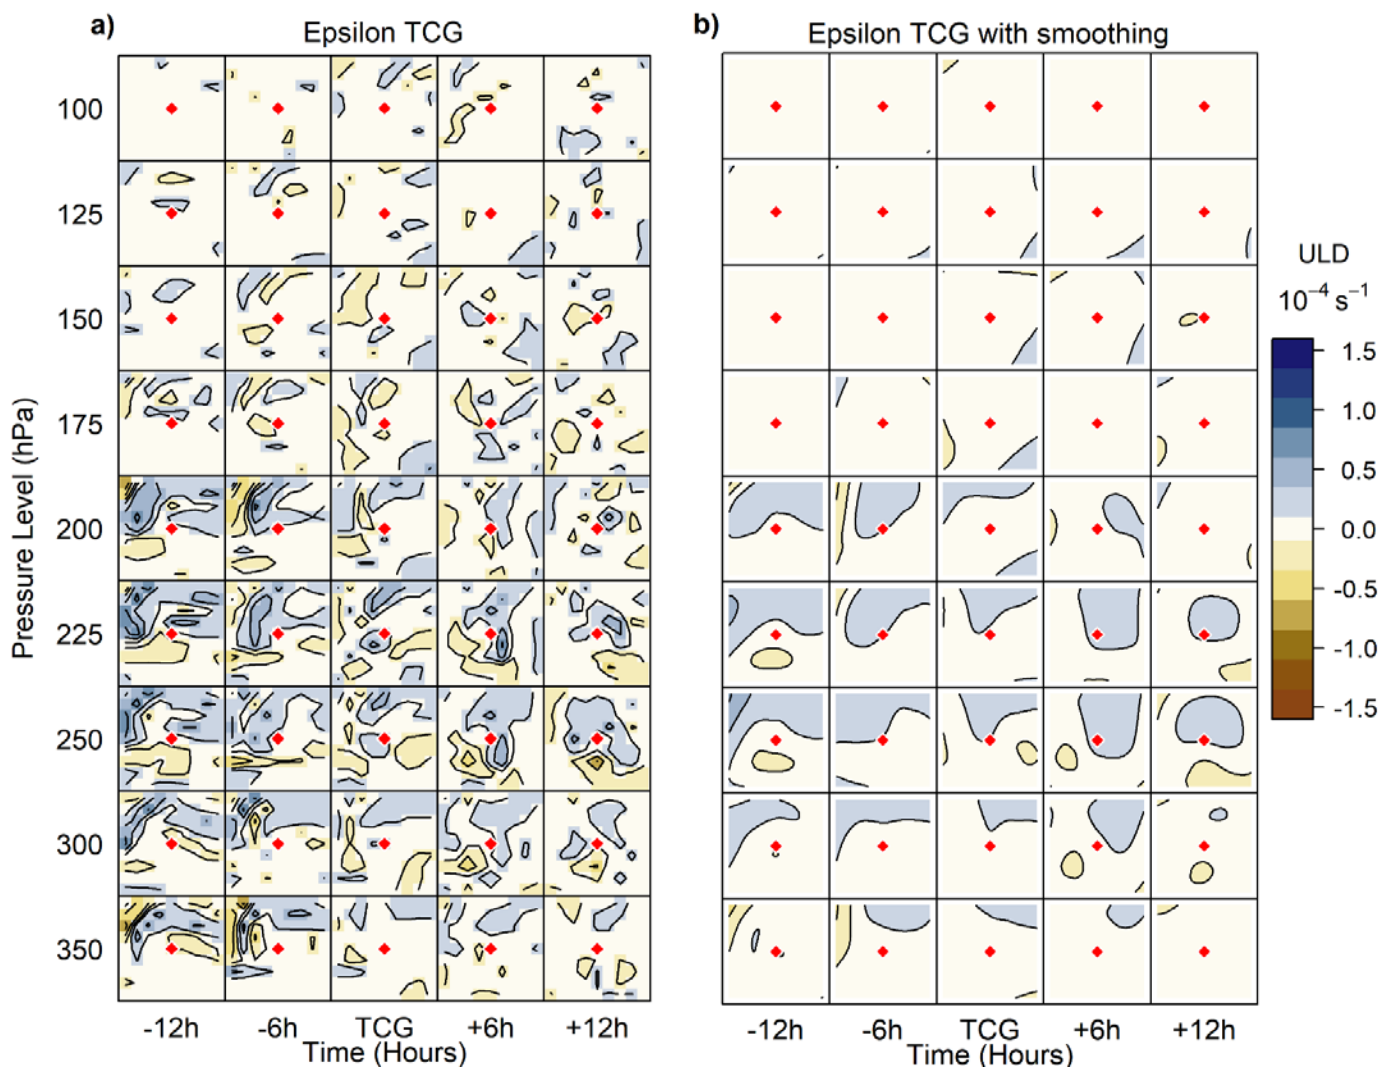 a)
Epsilon TCG
b)
Epsilon TCG with smoothing
Pressure Level (hPa)
100
125
150
175
200
225
250
300
350
-12h
-6h
TCG
+6h
+12h
Time (Hours)
-12h
-6h
TCG
+6h
+12h
Time (Hours)
ULD
10⁻⁴ s⁻¹
1.5
1.0
0.5
0.0
-0.5
-1.0
-1.5